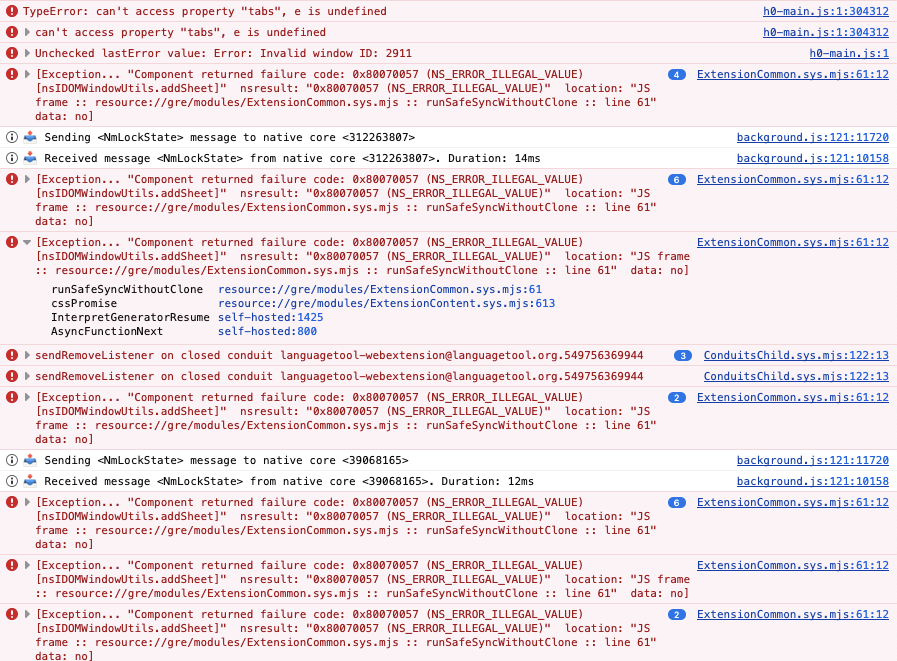 TypeError: can't access property "tabs", e is undefined h0-main.js:1:304312
can't access property "tabs", e is undefined h0-main.js:1:304312
Unchecked lastError value: Error: Invalid window ID: 2911 h0-main.js:1
[Exception... "Component returned failure code: 0x80070057 (NS_ERROR_ILLEGAL_VALUE) 4 ExtensionCommon.sys.mjs:61:12
[nsIDOMWindowUtils.addSheet]" nsresult: "0x80070057 (NS_ERROR_ILLEGAL_VALUE)" location: "JS
frame :: resource://gre/modules/ExtensionCommon.sys.mjs :: runSafeSyncWithoutClone :: line 61"
data: no]
Sending <NmLockState> message to native core <312263807> background.js:121:11720
Received message <NmLockState> from native core <312263807>. Duration: 14ms background.js:121:10158
[Exception... "Component returned failure code: 0x80070057 (NS_ERROR_ILLEGAL_VALUE) 6 ExtensionCommon.sys.mjs:61:12
[nsIDOMWindowUtils.addSheet]" nsresult: "0x80070057 (NS_ERROR_ILLEGAL_VALUE)" location: "JS
frame :: resource://gre/modules/ExtensionCommon.sys.mjs :: runSafeSyncWithoutClone :: line 61"
data: no]
[Exception... "Component returned failure code: 0x80070057 (NS_ERROR_ILLEGAL_VALUE) ExtensionCommon.sys.mjs:61:12
[nsIDOMWindowUtils.addSheet]" nsresult: "0x80070057 (NS_ERROR_ILLEGAL_VALUE)" location: "JS frame
:: resource://gre/modules/ExtensionCommon.sys.mjs :: runSafeSyncWithoutClone :: line 61" data: no]
runSafeSyncWithoutClone resource://gre/modules/ExtensionCommon.sys.mjs:61
cssPromise resource://gre/modules/ExtensionContent.sys.mjs:613
InterpretGeneratorResume self-hosted:1425
AsyncFunctionNext self-hosted:800
sendRemoveListener on closed conduit languagetool-webextension@languagetool.org.549756369944 3 ConduitsChild.sys.mjs:122:13
sendRemoveListener on closed conduit languagetool-webextension@languagetool.org.549756369944 ConduitsChild.sys.mjs:122:13
[Exception... "Component returned failure code: 0x80070057 (NS_ERROR_ILLEGAL_VALUE) 2 ExtensionCommon.sys.mjs:61:12
[nsIDOMWindowUtils.addSheet]" nsresult: "0x80070057 (NS_ERROR_ILLEGAL_VALUE)" location: "JS
frame :: resource://gre/modules/ExtensionCommon.sys.mjs :: runSafeSyncWithoutClone :: line 61"
data: no]
Sending <NmLockState> message to native core <39068165> background.js:121:11720
Received message <NmLockState> from native core <39068165>. Duration: 12ms background.js:121:10158
[Exception... "Component returned failure code: 0x80070057 (NS_ERROR_ILLEGAL_VALUE) 6 ExtensionCommon.sys.mjs:61:12
[nsIDOMWindowUtils.addSheet]" nsresult: "0x80070057 (NS_ERROR_ILLEGAL_VALUE)" location: "JS
frame :: resource://gre/modules/ExtensionCommon.sys.mjs :: runSafeSyncWithoutClone :: line 61"
data: no]
[Exception... "Component returned failure code: 0x80070057 (NS_ERROR_ILLEGAL_VALUE) ExtensionCommon.sys.mjs:61:12
[nsIDOMWindowUtils.addSheet]" nsresult: "0x80070057 (NS_ERROR_ILLEGAL_VALUE)" location: "JS frame
:: resource://gre/modules/ExtensionCommon.sys.mjs :: runSafeSyncWithoutClone :: line 61" data: no]
[Exception... "Component returned failure code: 0x80070057 (NS_ERROR_ILLEGAL_VALUE) 2 ExtensionCommon.sys.mjs:61:12
[nsIDOMWindowUtils.addSheet]" nsresult: "0x80070057 (NS_ERROR_ILLEGAL_VALUE)" location: "JS
frame :: resource://gre/modules/ExtensionCommon.sys.mjs :: runSafeSyncWithoutClone :: line 61"
data: no]